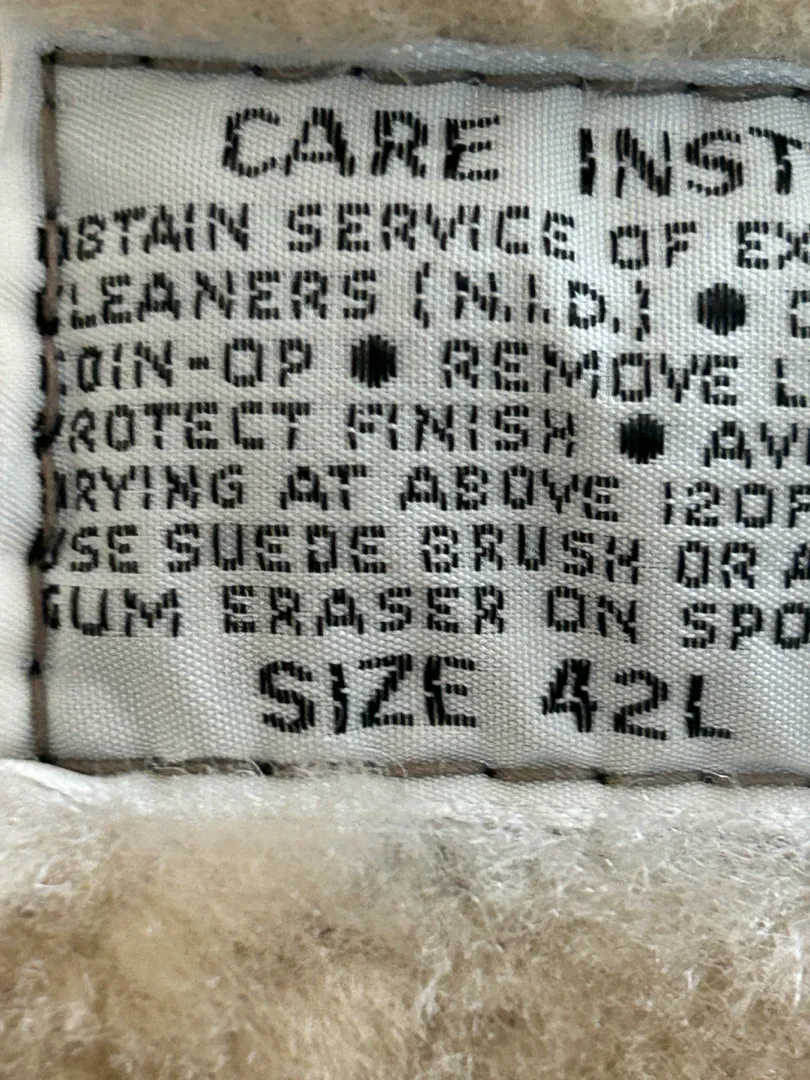 CARE INST
OBTAIN SERVICE OF EX
CLEANERS (N.I.D.) ●
COIN-OP ● REMOVE L
PROTECT FINISH ● AV
DRYING AT ABOVE 120F
USE SUEDE BRUSH OR A
GUM ERASER ON SPO
SIZE 42L